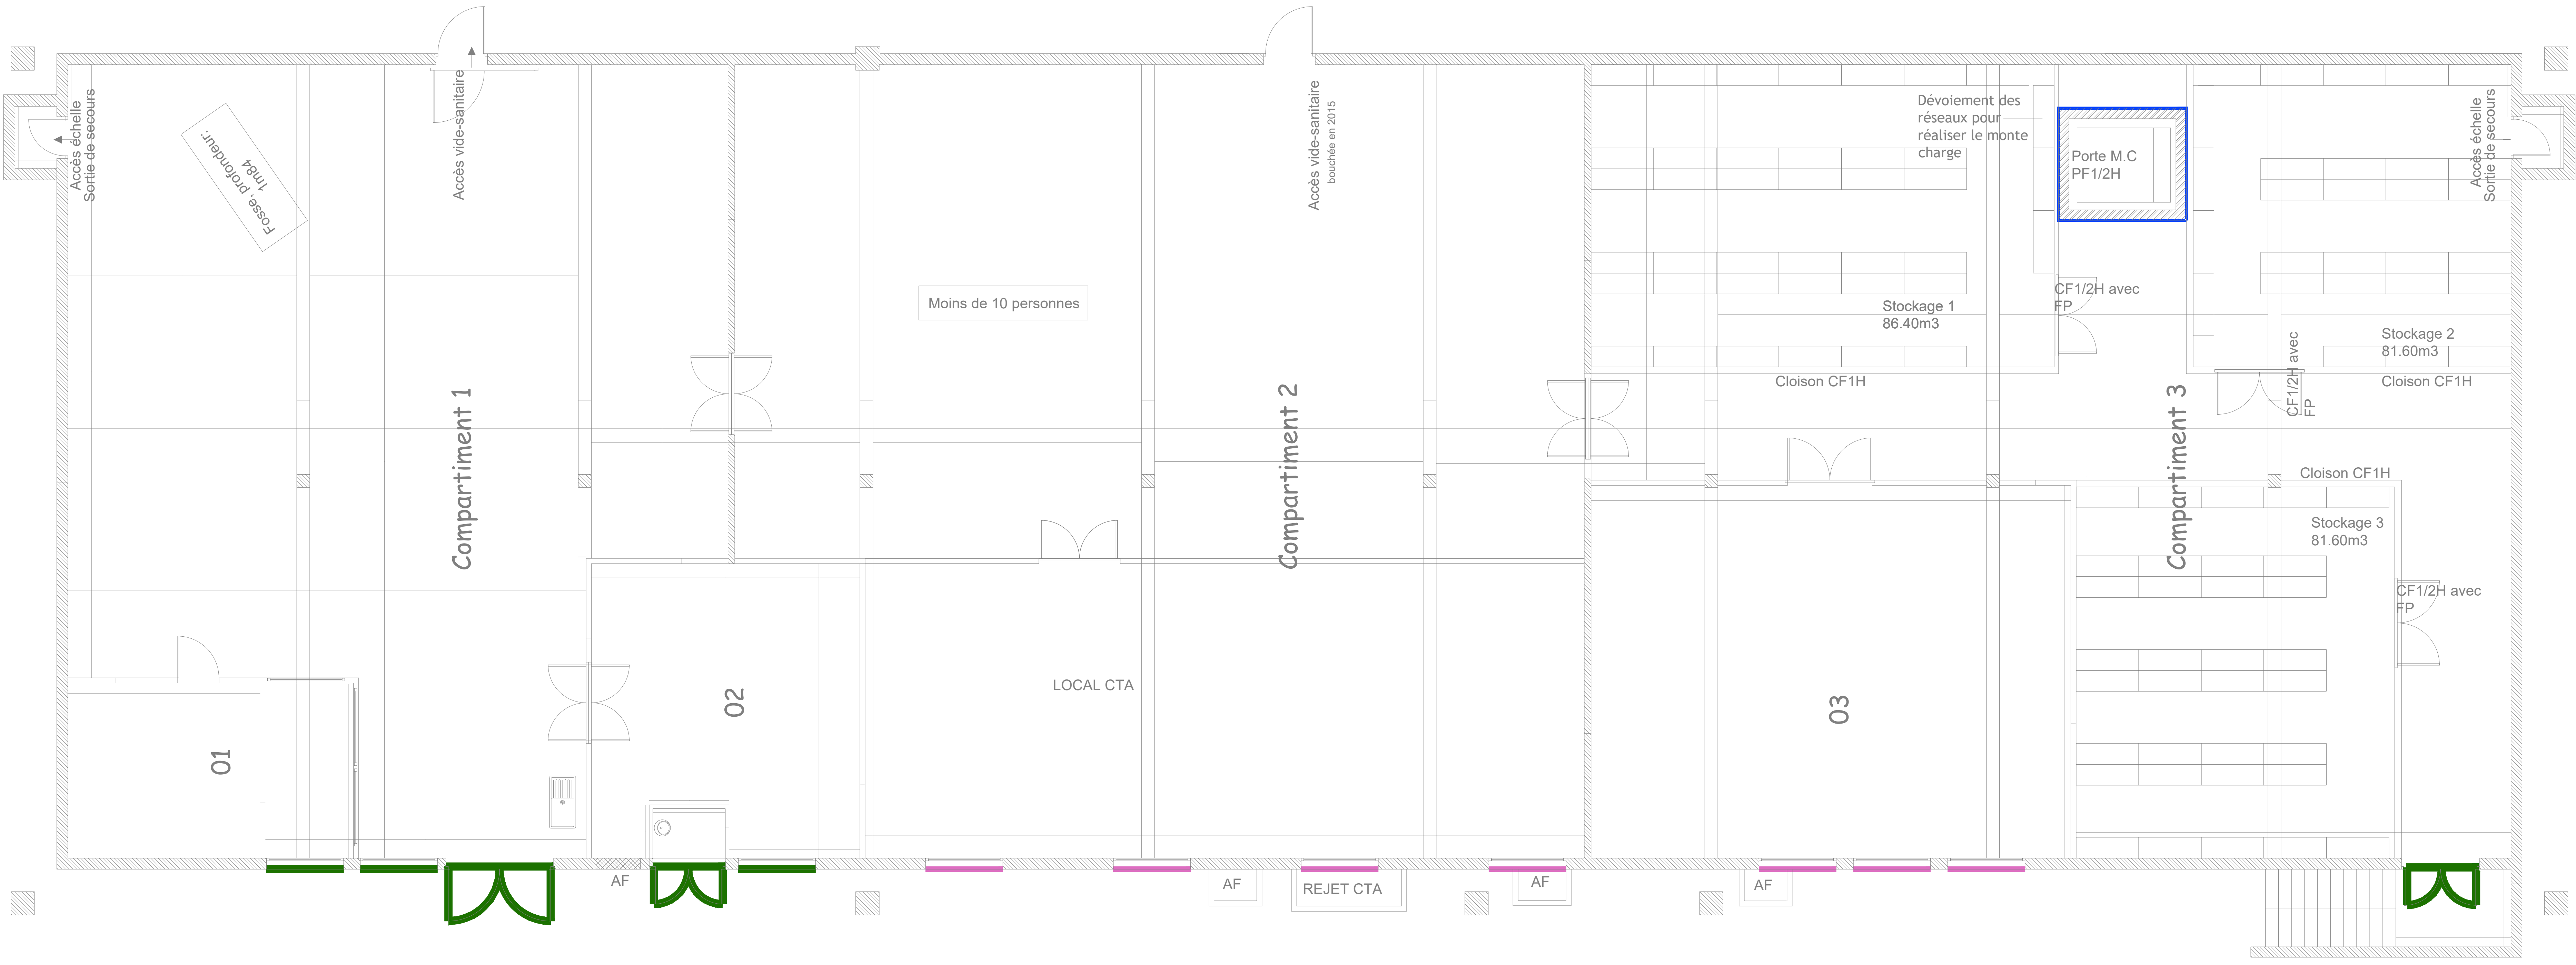 Accès échelle
Sortie de secours
Fosse, profondeur:
1m84
Accès vide-sanitaire
Accès vide-sanitaire
bouchée en 2015
Dévoiement des
réseaux pour
réaliser le monte
charge
Porte M.C
PF1/2H
Accès échelle
Sortie de secours
Moins de 10 personnes
CF1/2H avec
FP
Stockage 1
86.40m3
Stockage 2
81.60m3
CF1/2H avec
FP
Cloison CF1H
Cloison CF1H
Compartiment 1
Compartiment 2
Compartiment 3
Cloison CF1H
Stockage 3
81.60m3
CF1/2H avec
FP
LOCAL CTA
01
02
03
AF
AF
REJET CTA
AF
AF